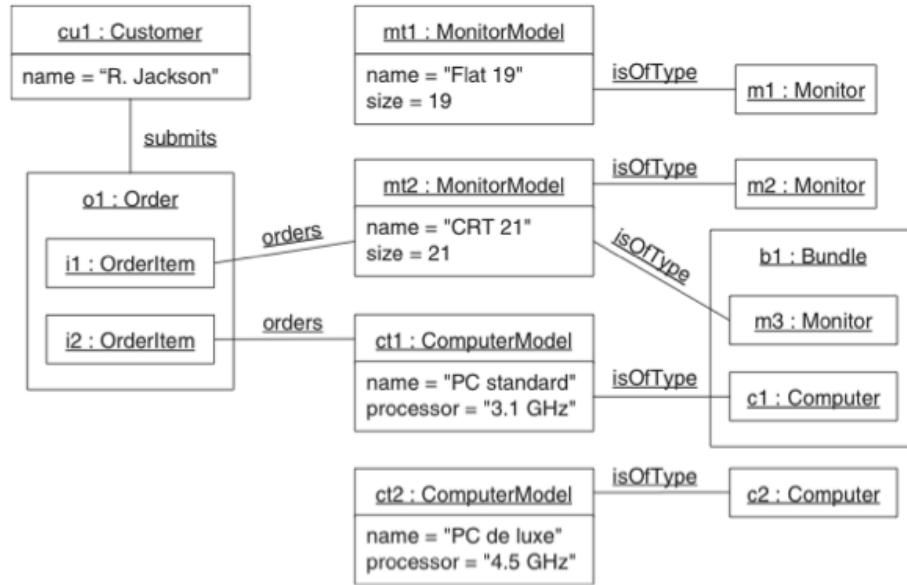 cu1 : Customer
name = “R. Jackson"
submits
o1 : Order
i1 : OrderItem
i2 : OrderItem
orders
orders
mt1 : MonitorModel
name = "Flat 19"
size = 19
isOfType
m1 : Monitor
mt2 : MonitorModel
name = "CRT 21"
size = 21
isOfType
m2 : Monitor
isOfType
b1 : Bundle
m3 : Monitor
ct1 : ComputerModel
name = "PC standard"
processor = "3.1 GHz"
isOfType
c1 : Computer
ct2 : ComputerModel
name = "PC de luxe"
processor = "4.5 GHz"
isOfType
c2 : Computer